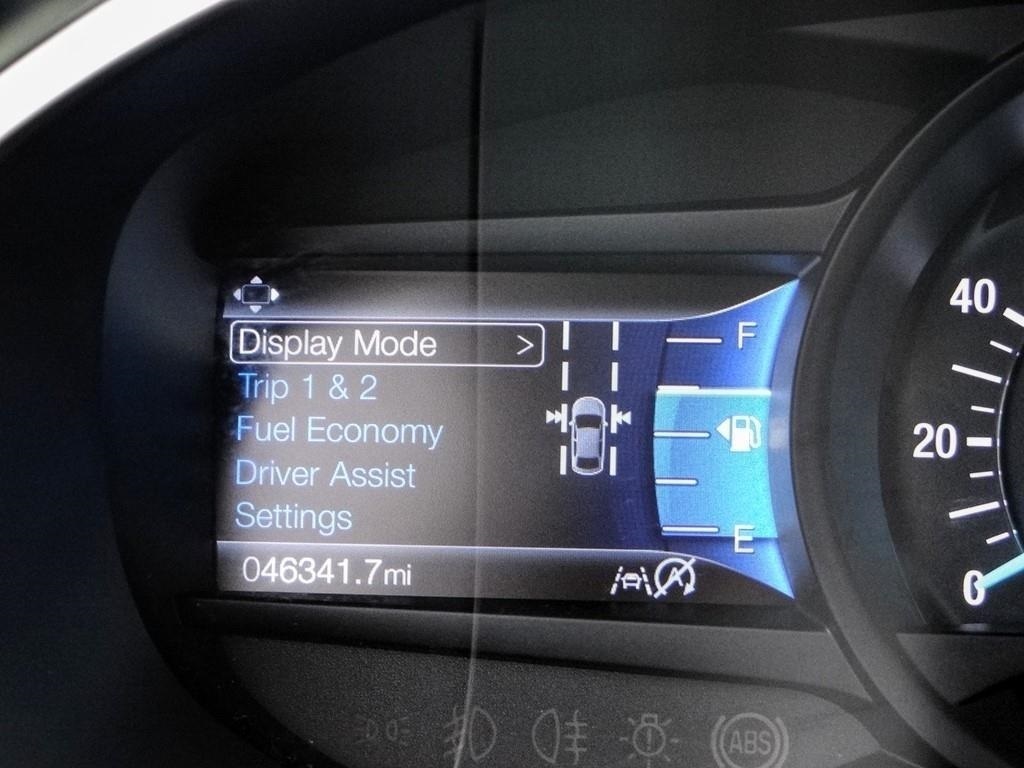 Display Mode >
Trip 1 & 2
Fuel Economy
Driver Assist
Settings
046341.7mi
F
E
A
40
20
0
ABS